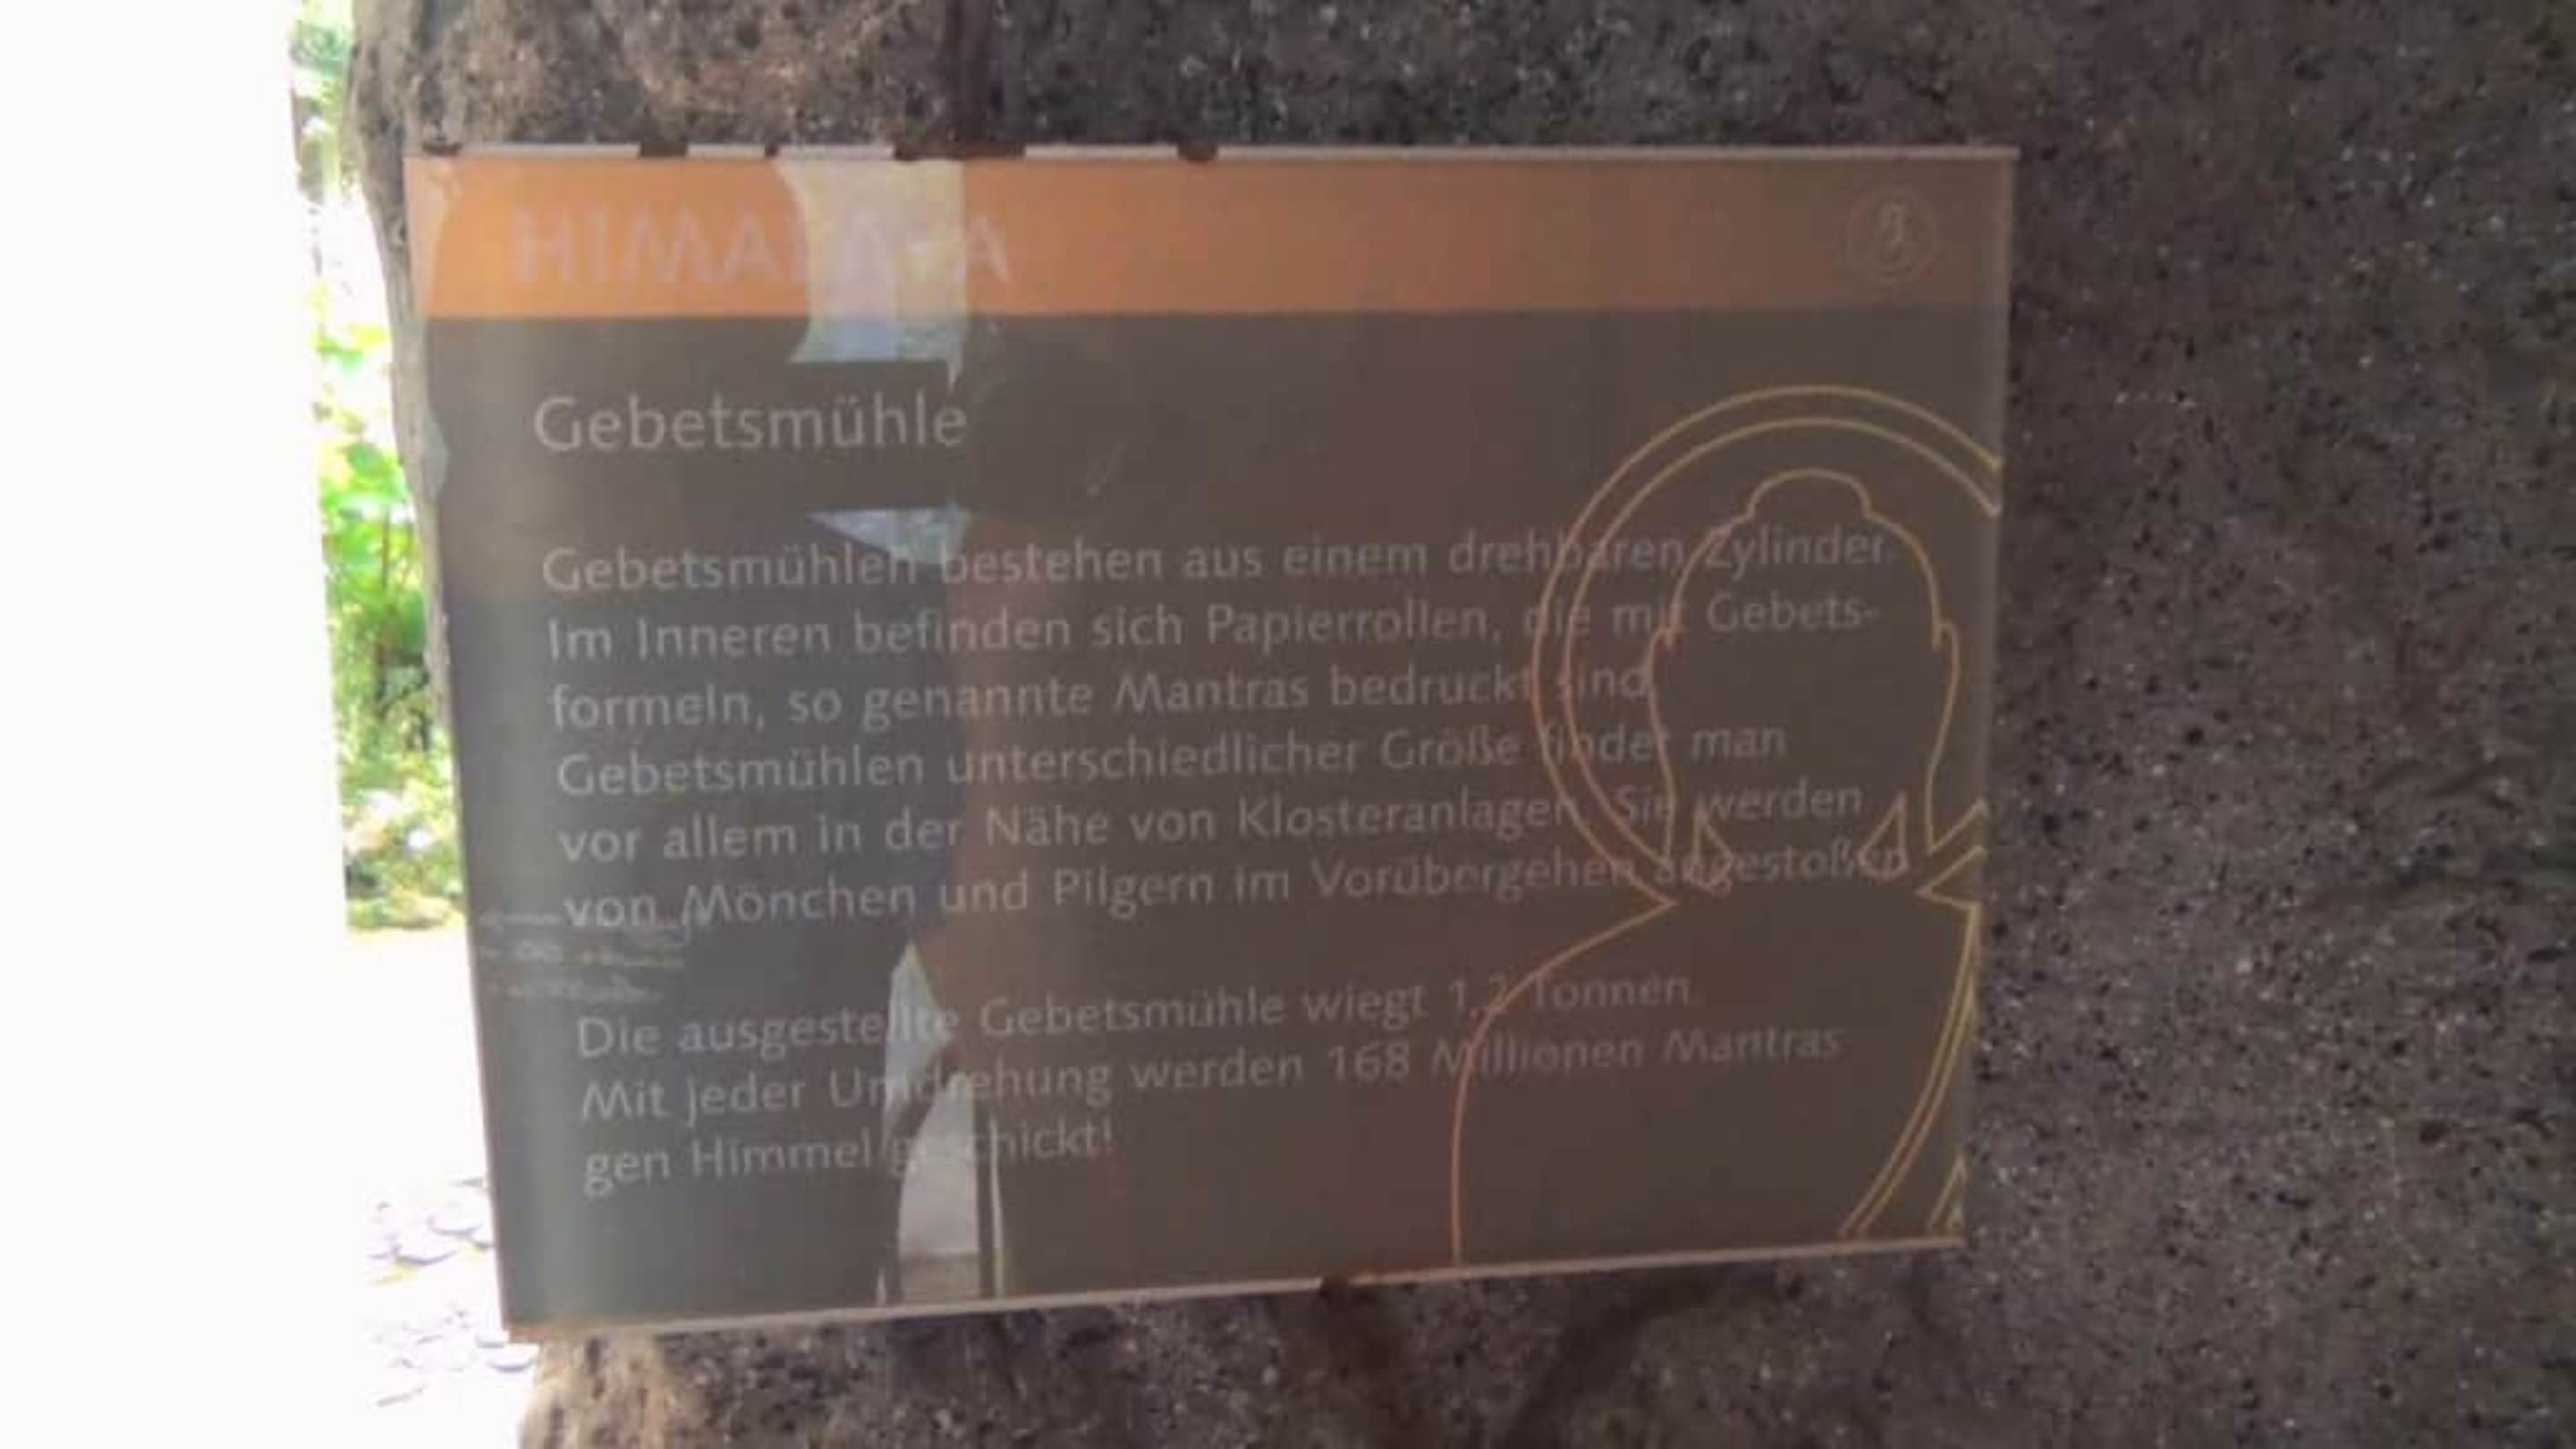 HIMALAYA
Gebetsmühle
Gebetsmühlen bestehen aus einem drehbaren Zylinder.
Im Inneren befinden sich Papierrollen, die mit Gebets-
formeln, so genannte Mantras bedruckt sind.
Gebetsmühlen unterschiedlicher Größe findet man
vor allem in der Nähe von Klosteranlagen. Sie werden
von Mönchen und Pilgern im Vorübergehen angestoßen.
Die ausgestellte Gebetsmühle wiegt 1,2 Tonnen.
Mit jeder Umdrehung werden 168 Millionen Mantras
gen Himmel geschickt!